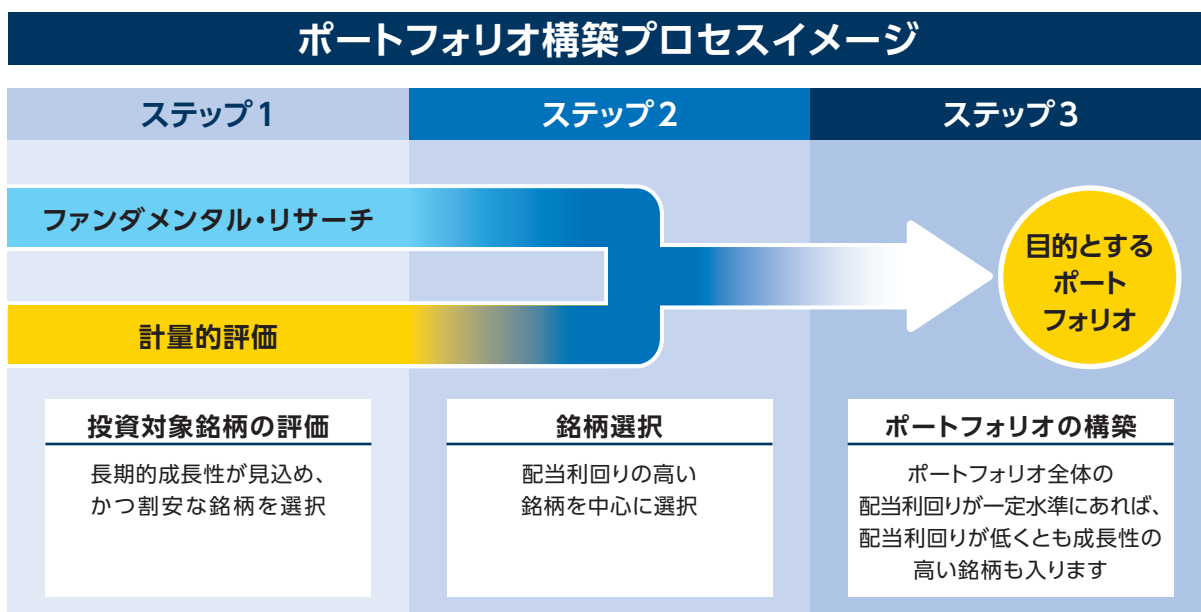 ポートフォリオ構築プロセスイメージ
ステップ1
ステップ2
ステップ3
ファンダメンタル・リサーチ
計量的評価
目的とする
ポート
フォリオ
投資対象銘柄の評価
長期的成長性が見込め、
かつ割安な銘柄を選択
銘柄選択
配当利回りの高い
銘柄を中心に選択
ポートフォリオの構築
ポートフォリオ全体の
配当利回りが一定水準にあれば、
配当利回りが低くとも成長性の
高い銘柄も入ります